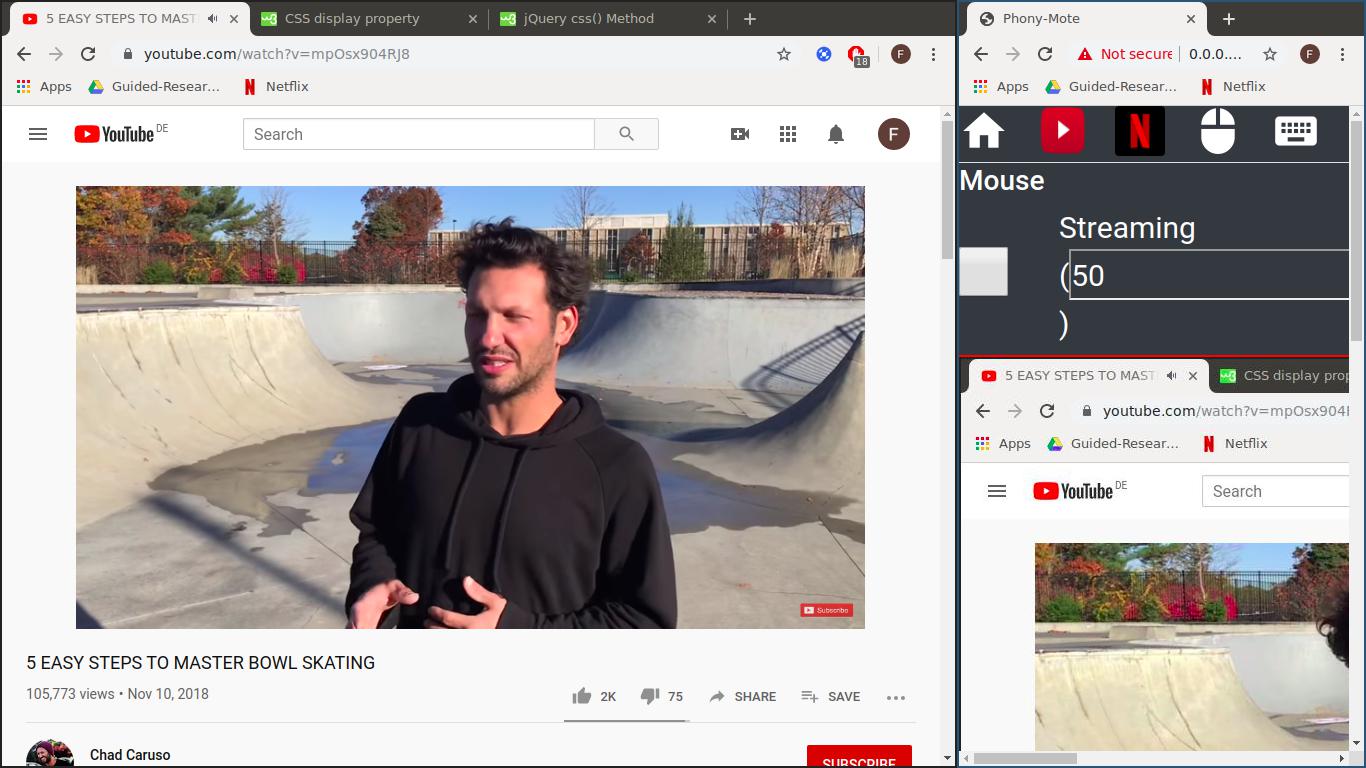 5 EASY STEPS TO MAST
CSS display property
jQuery css() Method
youtube.com/watch?v=mpOsx904RJ8
18
F
Apps
Guided-Resear…
Netflix
YouTube DE
Search
F
Subscribe
5 EASY STEPS TO MASTER BOWL SKATING
105,773 views • Nov 10, 2018
2K
75
SHARE
SAVE
Chad Caruso
SUBSCRIBE
Phony-Mote
Not secure
0.0.0....
F
Apps
Guided-Resear…
Netflix
N
Mouse
Streaming
(50
)
5 EASY STEPS TO MAST
CSS display prop
youtube.com/watch?v=mpOsx904
Apps
Guided-Resear…
Netflix
YouTube DE
Search